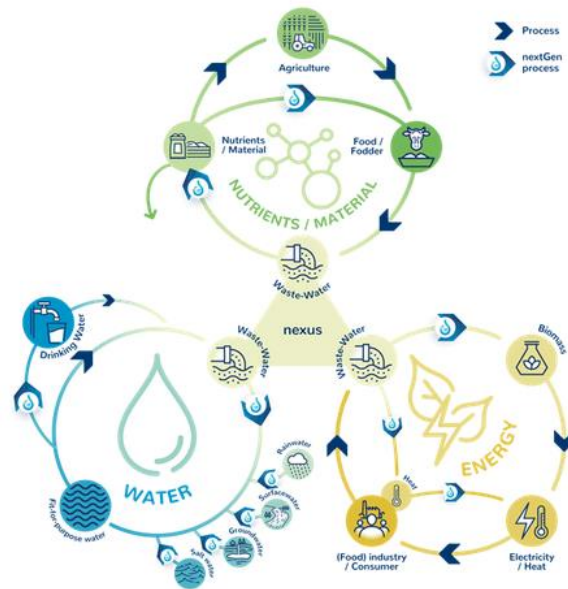 Process
nextGen
process
Agriculture
Nutrients
/ Material
Food /
Fodder
NUTRIENTS / MATERIAL
Waste-Water
nexus
Waste-Water
Waste-Water
Drinking Water
WATER
Fit-for-purpose water
Rainwater
Surfacewater
Groundwater
Salt water
Biomass
ENERGY
Heat
(Food) industry
/ Consumer
Electricity
/ Heat